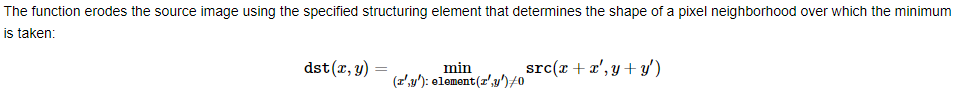 The function erodes the source image using the specified structuring element that determines the shape of a pixel neighborhood over which the minimum
is taken:
dst(x, y) = min src(x + x′, y + y′)
(x′,y′): element(x′,y′)≠0